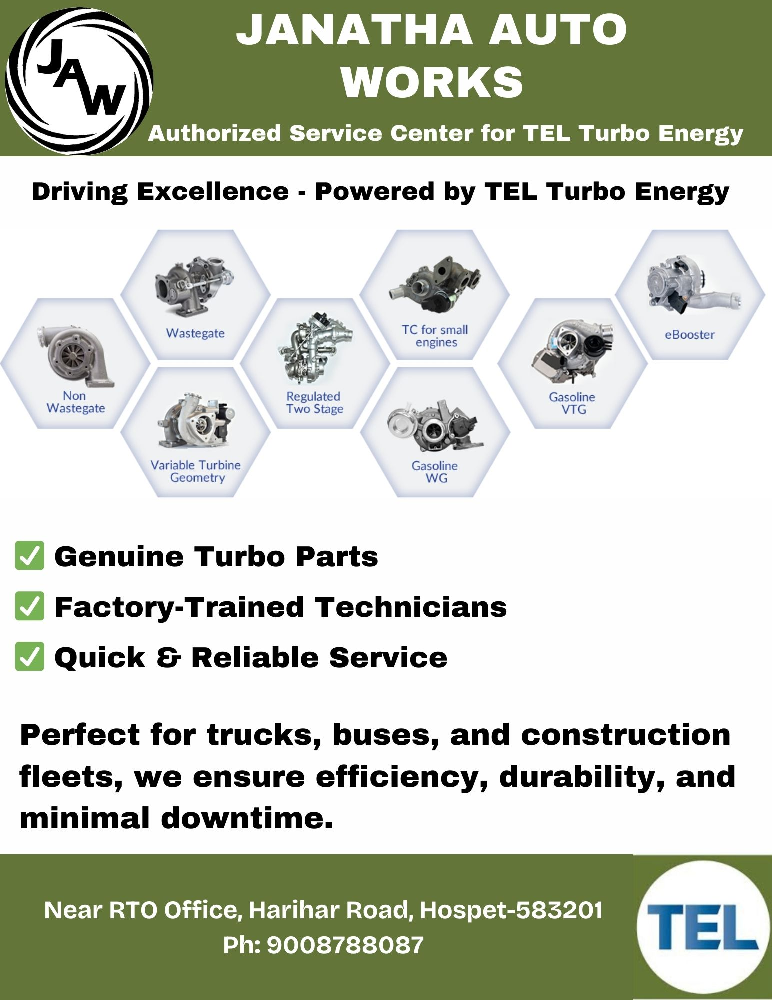 JAW
JANATHA AUTO
WORKS
Authorized Service Center for TEL Turbo Energy
Driving Excellence - Powered by TEL Turbo Energy
Wastegate
TC for small
engines
eBooster
Non
Wastegate
Regulated
Two Stage
Gasoline
VTG
Variable Turbine
Geometry
Gasoline
WG
✅ Genuine Turbo Parts
✅ Factory-Trained Technicians
✅ Quick & Reliable Service
Perfect for trucks, buses, and construction
fleets, we ensure efficiency, durability, and
minimal downtime.
Near RTO Office, Harihar Road, Hospet-583201
Ph: 9008788087
TEL